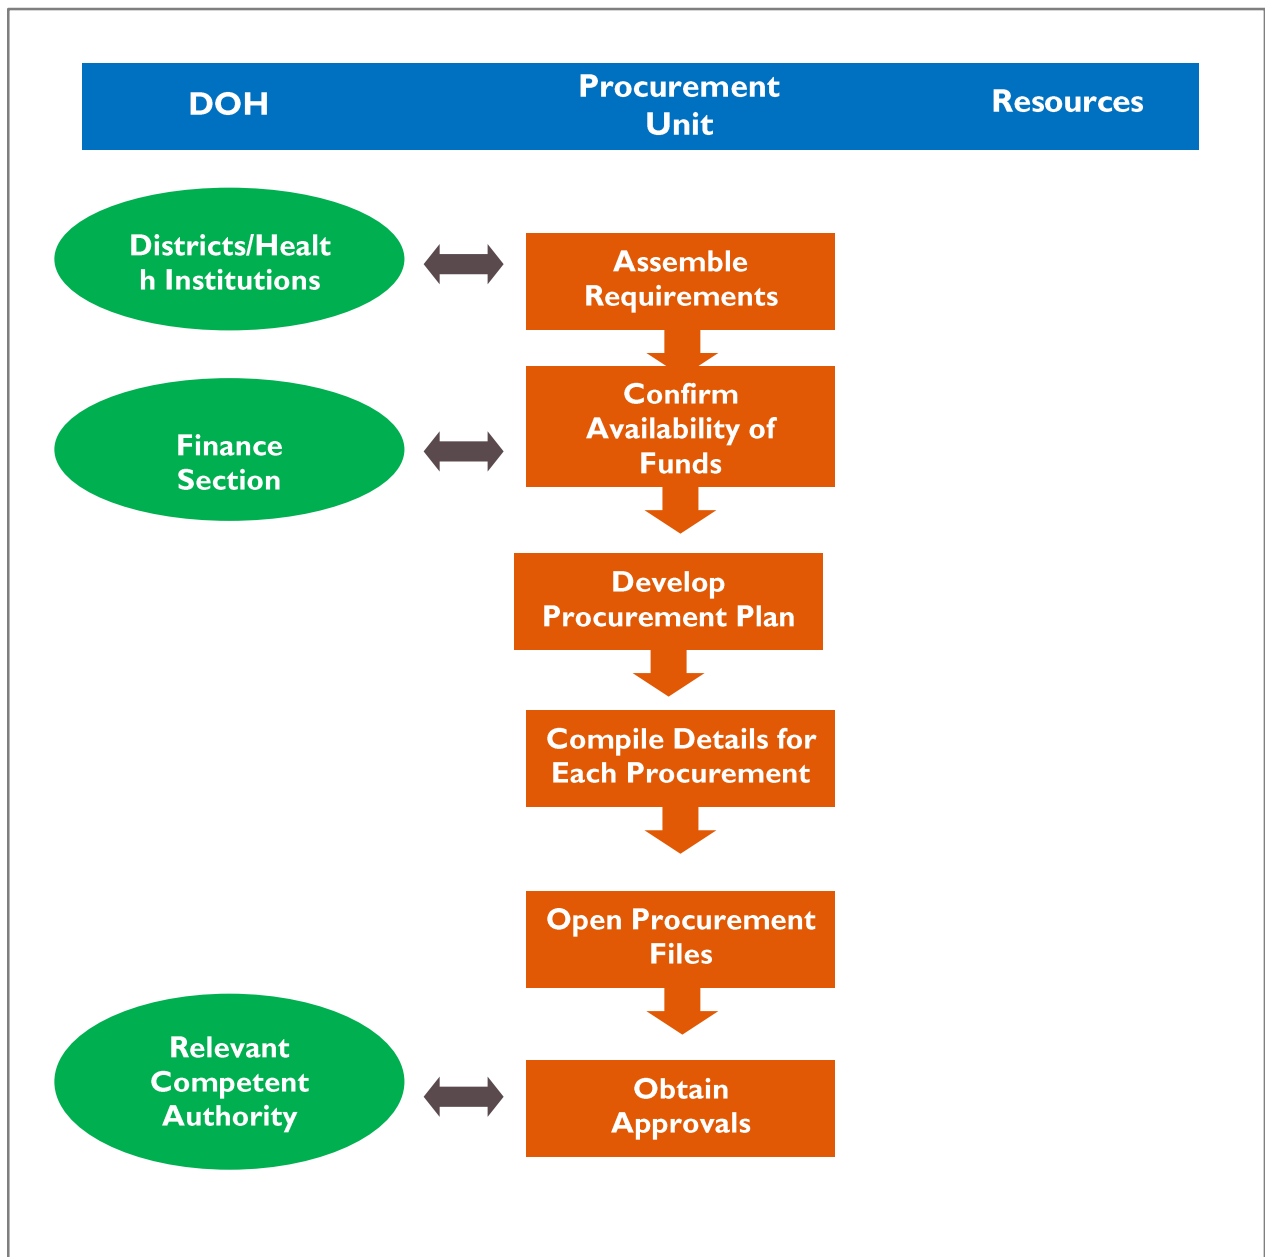 DOH
Procurement
Unit
Resources
Districts/Healt
h Institutions
Assemble
Requirements
Finance
Section
Confirm
Availability of
Funds
Develop
Procurement Plan
Compile Details for
Each Procurement
Open Procurement
Files
Relevant
Competent
Authority
Obtain
Approvals